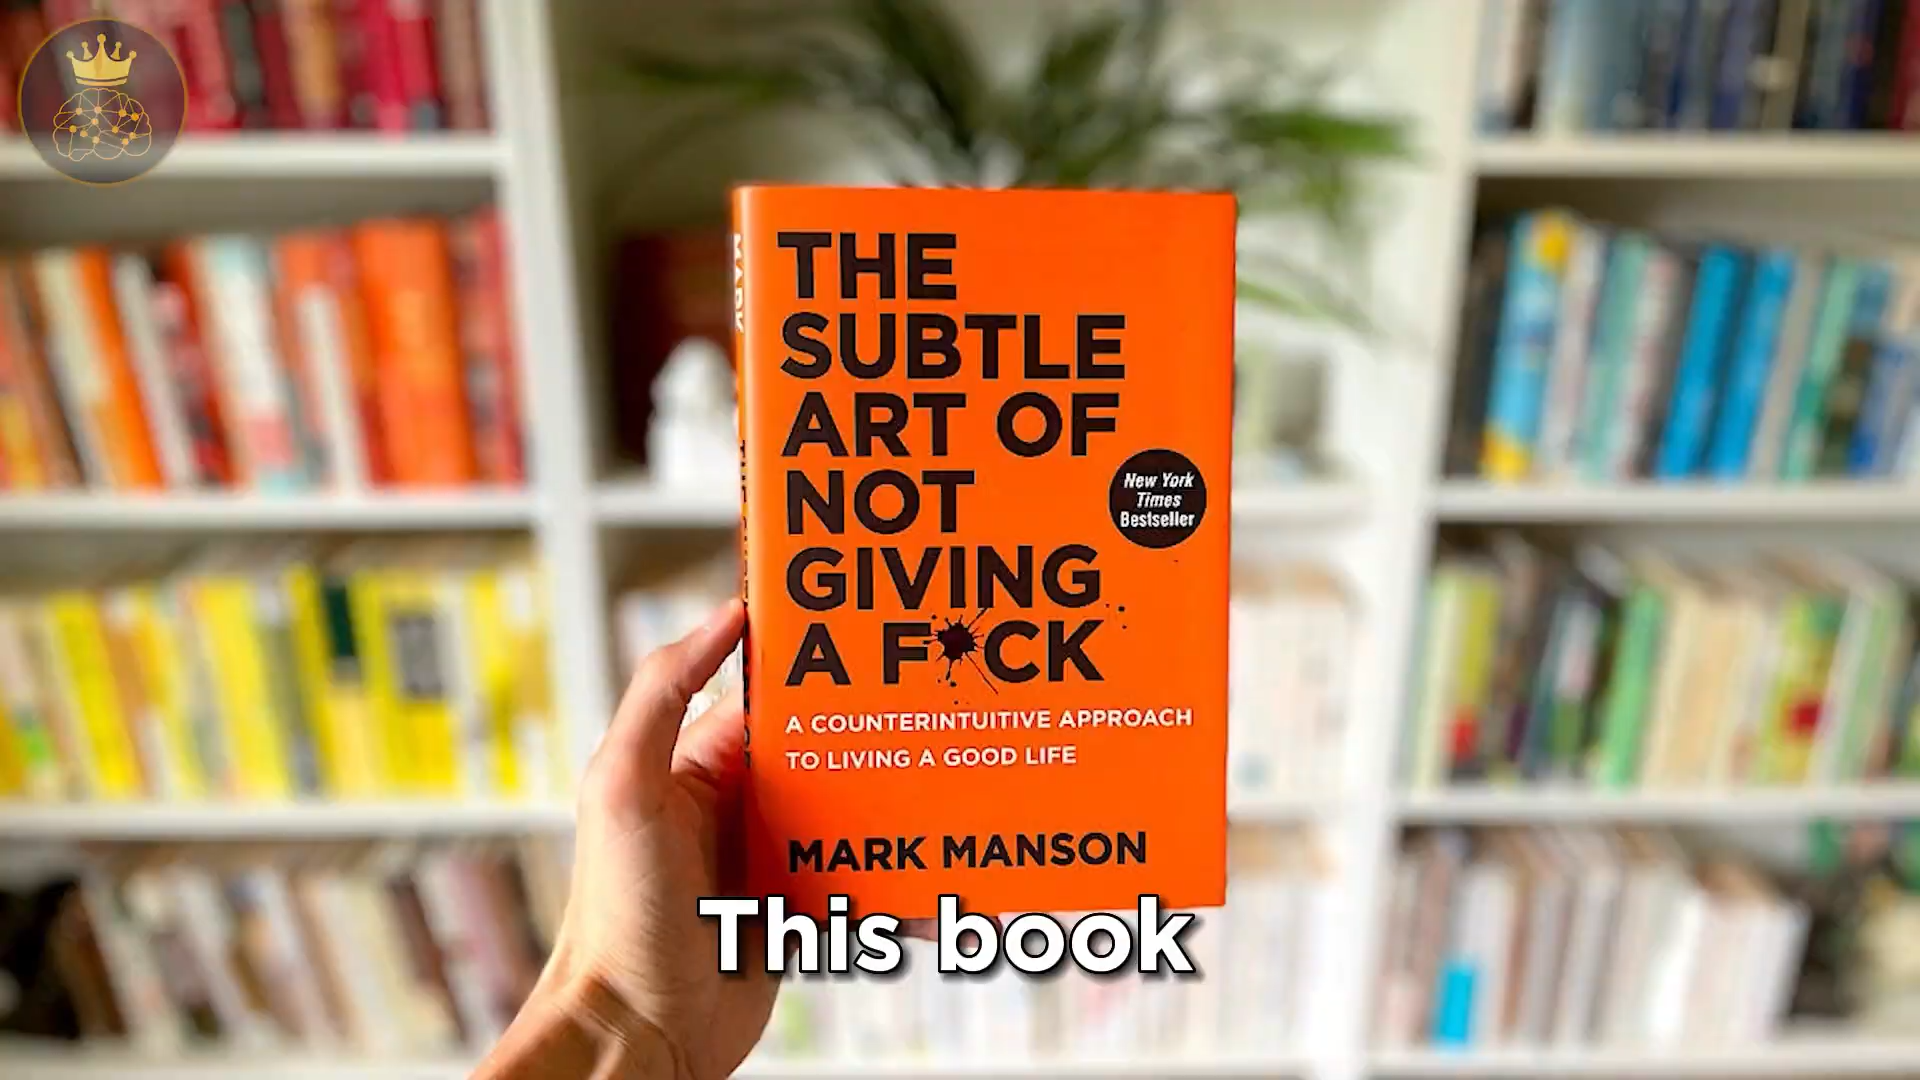 THE
SUBTLE
ART OF
NOT
GIVING
A F*CK
New York
Times
Bestseller
A COUNTERINTUITIVE APPROACH
TO LIVING A GOOD LIFE
MARK MANSON
This book